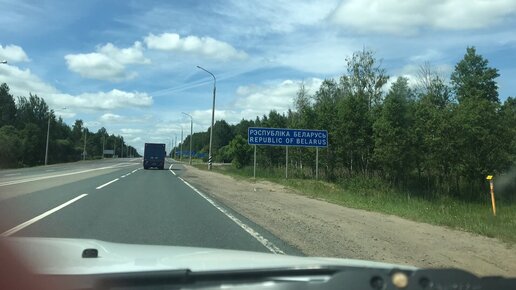 РЭСПУБЛІКА БЕЛАРУСЬ
REPUBLIC OF BELARUS